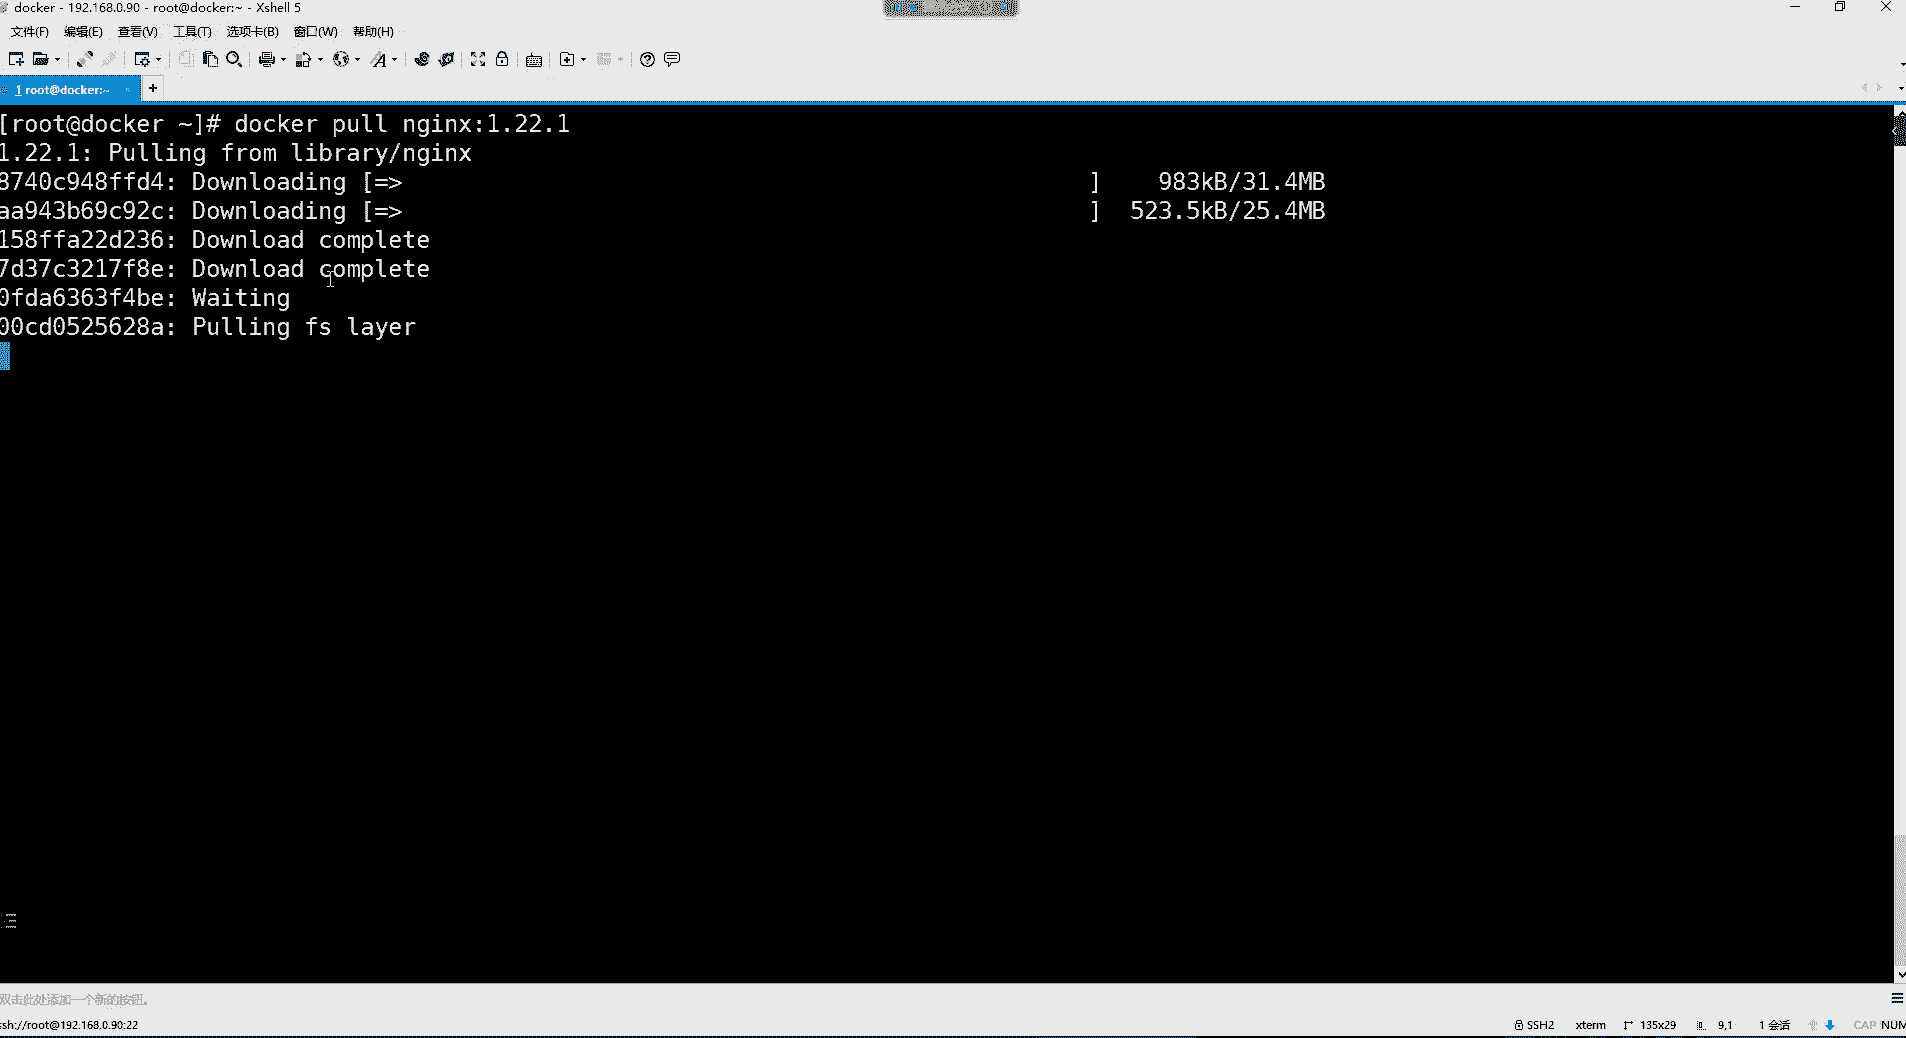 docker - 192.168.0.90 - root@docker:~ - Xshell 5
文件(F) 编辑(E) 查看(V) 工具(T) 选项卡(B) 窗口(W) 帮助(H)
1 root@docker:~ × +
[root@docker ~]# docker pull nginx:1.22.1
1.22.1: Pulling from library/nginx
8740c948ffd4: Downloading [=> ] 983kB/31.4MB
aa943b69c92c: Downloading [=> ] 523.5kB/25.4MB
158ffa22d236: Download complete
7d37c3217f8e: Download complete
0fda6363f4be: Waiting
00cd0525628a: Pulling fs layer
双击此处添加一个新的按钮。
ssh://root@192.168.0.90:22 SSH2 xterm 135x29 9,1 1 会话 CAP NUM